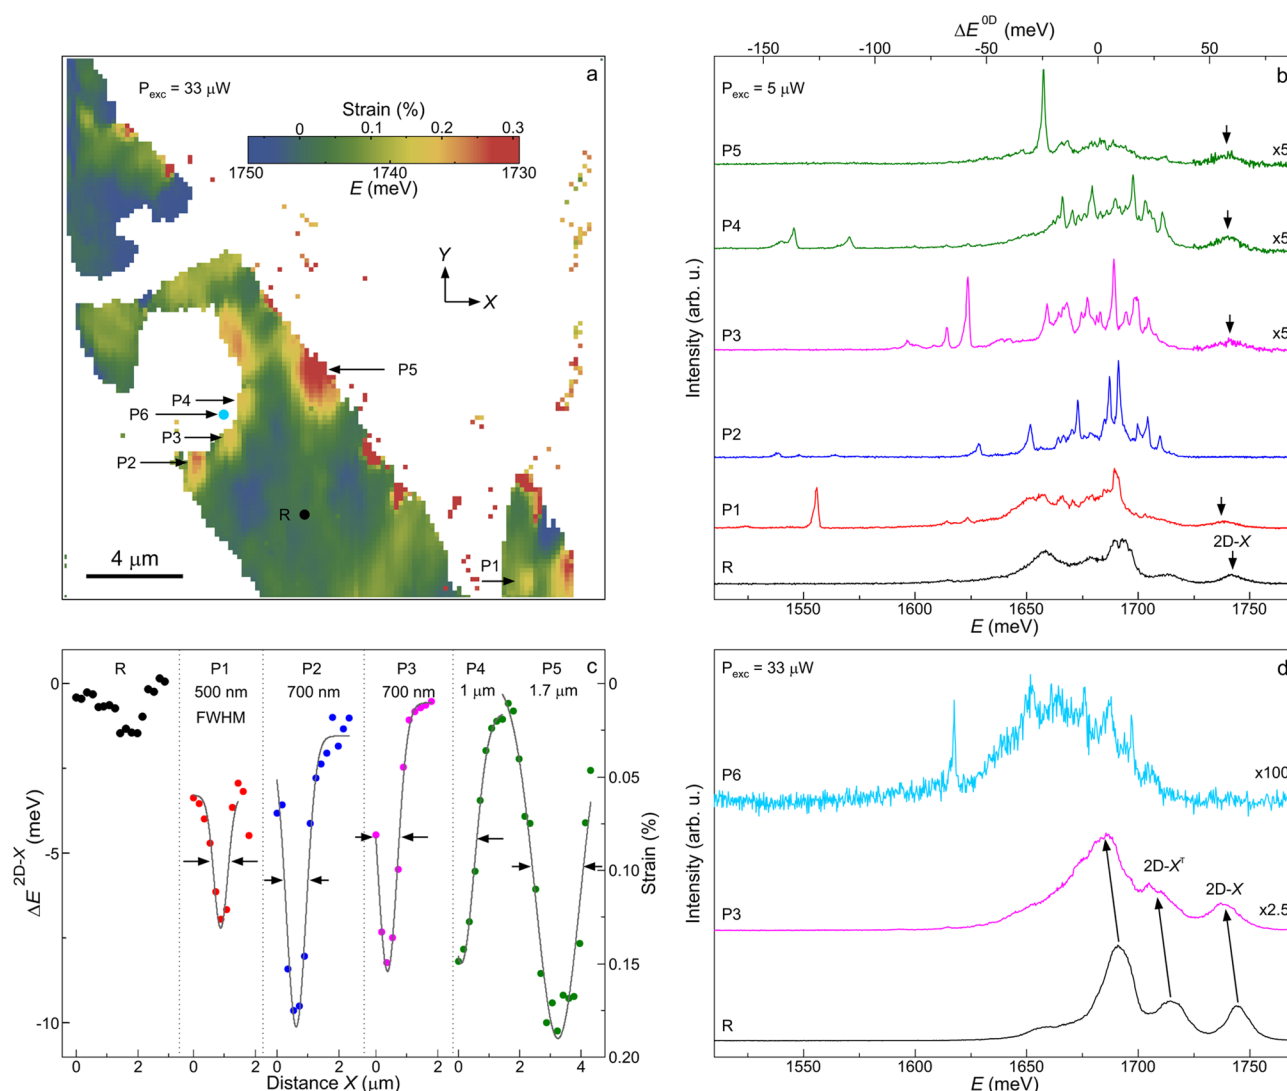 a
P_exc = 33 μW
Strain (%)
0 0.1 0.2 0.3
1750 1740 1730
E (meV)
Y
X
P5
P4
P6
P3
P2
R
4 μm
P1
ΔE^0D (meV)
-150 -100 -50 0 50
b
P_exc = 5 μW
P5 x5
P4 x5
P3 x5
P2
P1
2D-X
R
Intensity (arb. u.)
1550 1600 1650 1700 1750
E (meV)
R P1 P2 P3 P4 P5 c
500 nm 700 nm 700 nm 1 μm 1.7 μm
FWHM
0 -5 -10
ΔE^2D-X (meV)
0 0.05 0.10 0.15 0.20
Strain (%)
0 2 0 2 0 2 0 2 0 2 4
Distance X (μm)
P_exc = 33 μW
d
P6 x100
2D-X^T 2D-X
P3 x2.5
R
Intensity (arb. u.)
1550 1600 1650 1700 1750
E (meV)